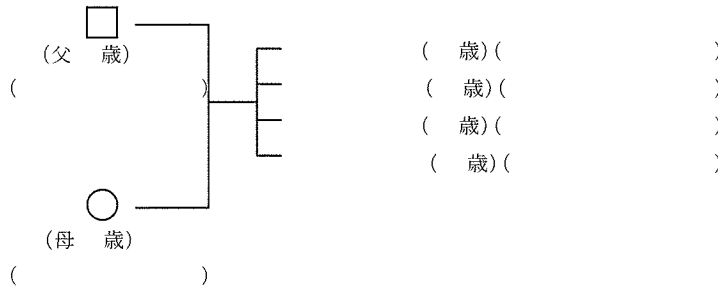 (父　歳)
(　　　　　　　　)
(　歳)(　　　　　　　　)
(　歳)(　　　　　　　　)
(　歳)(　　　　　　　　)
(　歳)(　　　　　　　　)
(母　歳)
(　　　　　　　　)